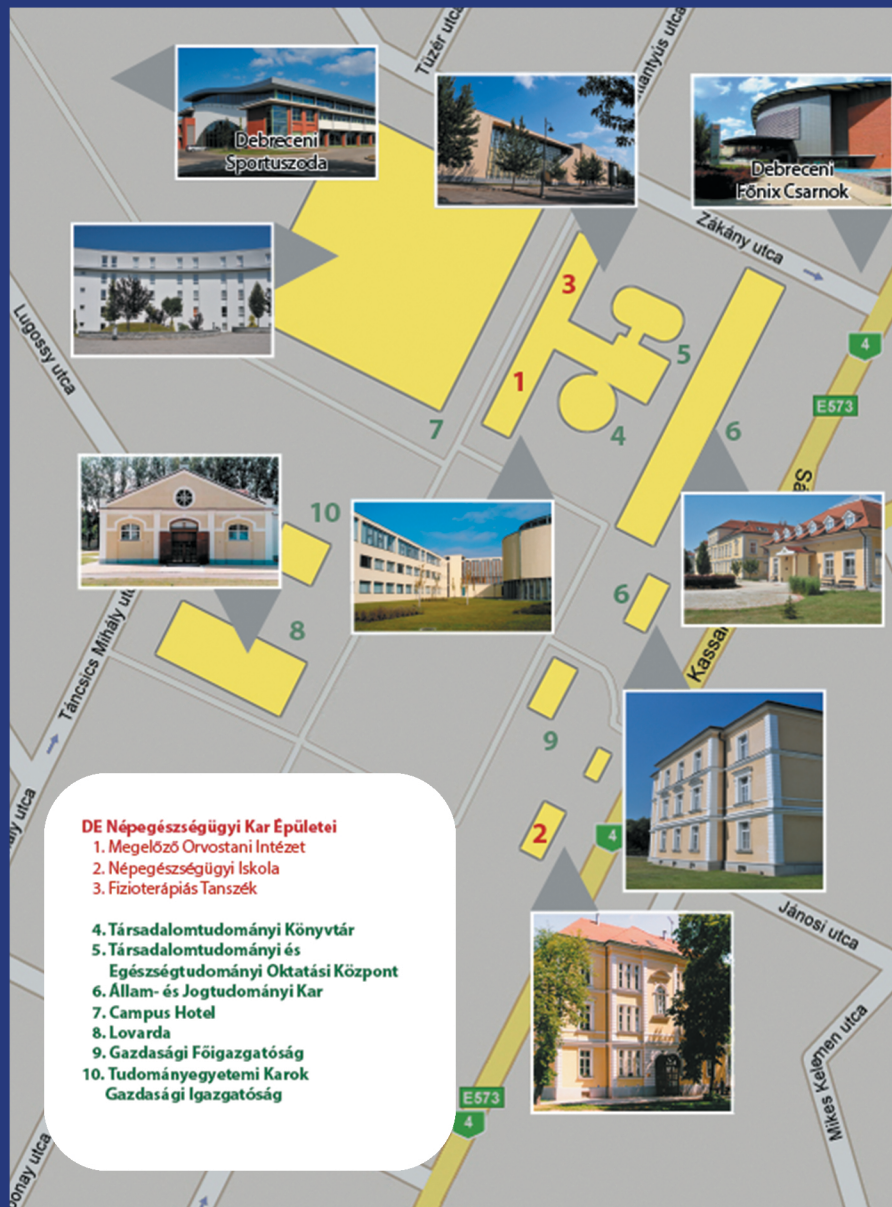 Tüzér utca
Debreceni
Sportuszoda
Debreceni
Főnix Csarnok
Zákány utca
Lugossy utca
3
1
5
4
4
E573
7
6
10
6
8
Táncsics Mihály utca
9
2
4
DE Népegészségügyi Kar Épületei
1. Megelőző Orvostani Intézet
2. Népegészségügyi Iskola
3. Fizioterápiás Tanszék
4. Társadalomtudományi Könyvtár
5. Társadalomtudományi és
Egészségtudományi Oktatási Központ
6. Állam- és Jogtudományi Kar
7. Campus Hotel
8. Lovarda
9. Gazdasági Főigazgatóság
10. Tudományegyetemi Karok
Gazdasági Igazgatóság
Jánosi utca
Mikes Kelemen utca
E573
4